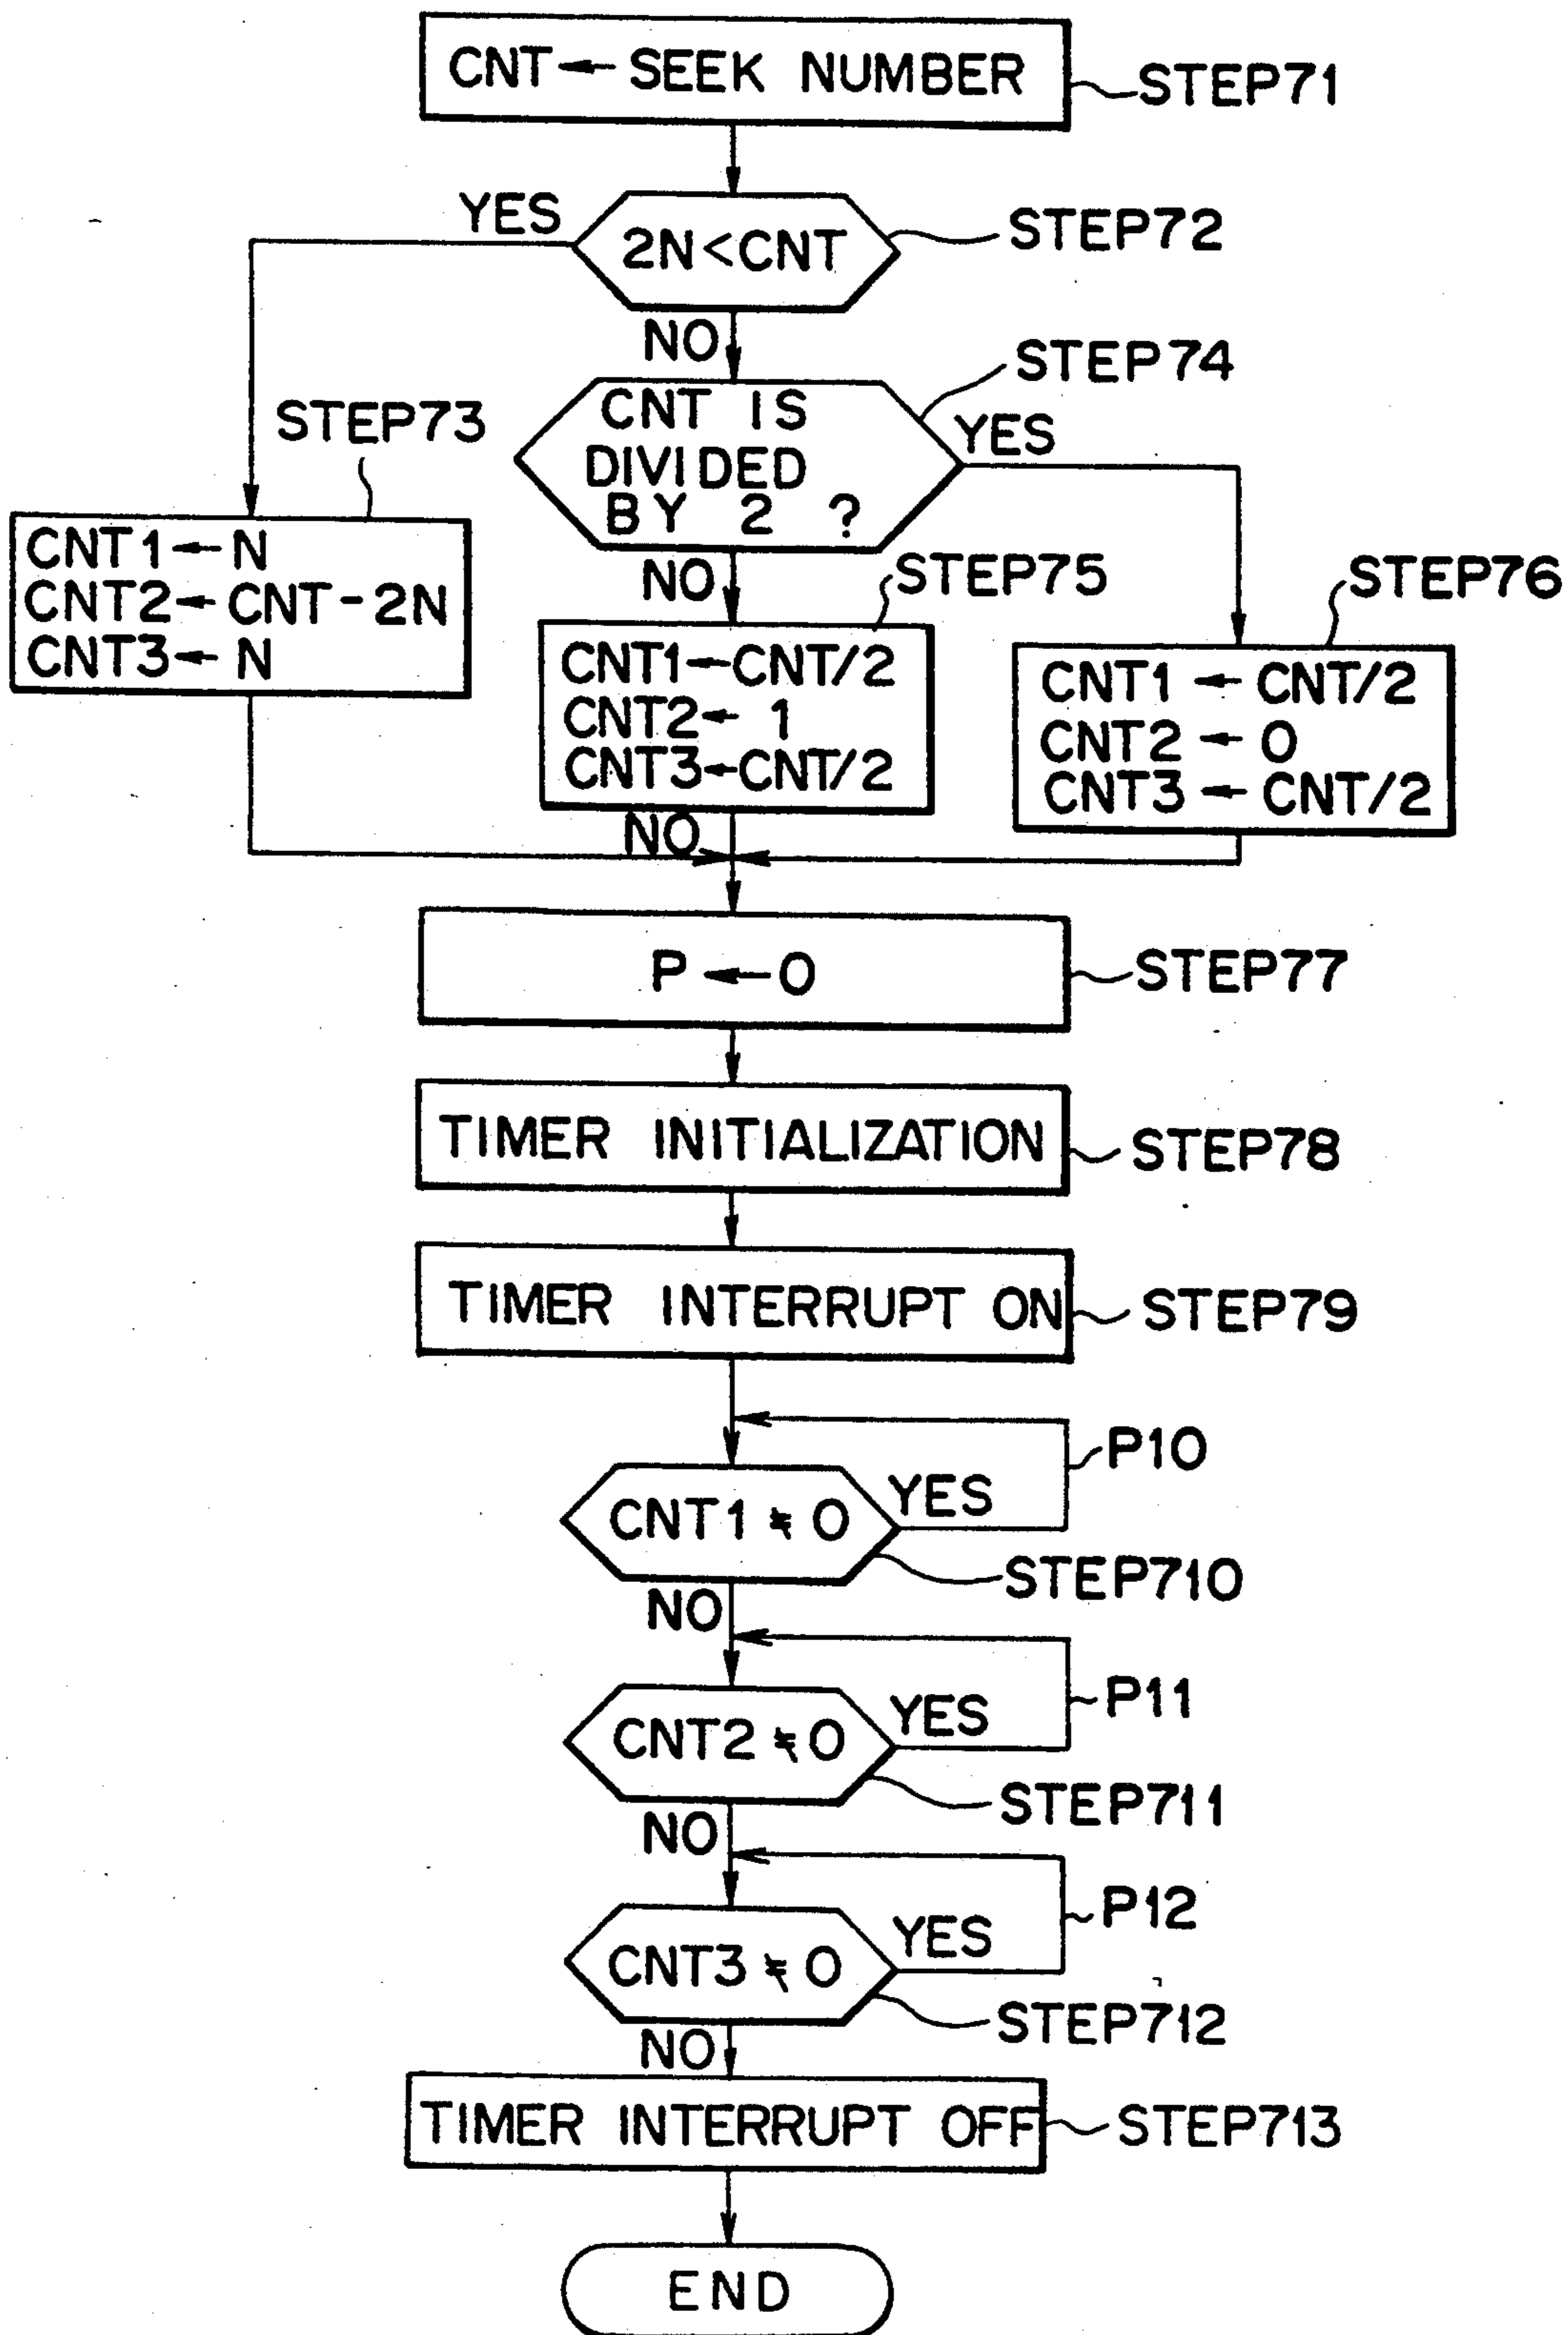 CNT←SEEK NUMBER
STEP71
YES
2N<CNT
STEP72
NO
STEP74
CNT IS
DIVIDED
BY 2 ?
YES
STEP73
CNT1←N
CNT2←CNT-2N
CNT3←N
NO
STEP75
CNT1←CNT/2
CNT2←1
CNT3←CNT/2
STEP76
CNT1←CNT/2
CNT2←0
CNT3←CNT/2
NO
P←0
STEP77
TIMER INITIALIZATION
STEP78
TIMER INTERRUPT ON
STEP79
P10
CNT1≠0
YES
STEP710
NO
P11
CNT2≠0
YES
STEP711
NO
P12
CNT3≠0
YES
STEP712
NO
TIMER INTERRUPT OFF
STEP713
END